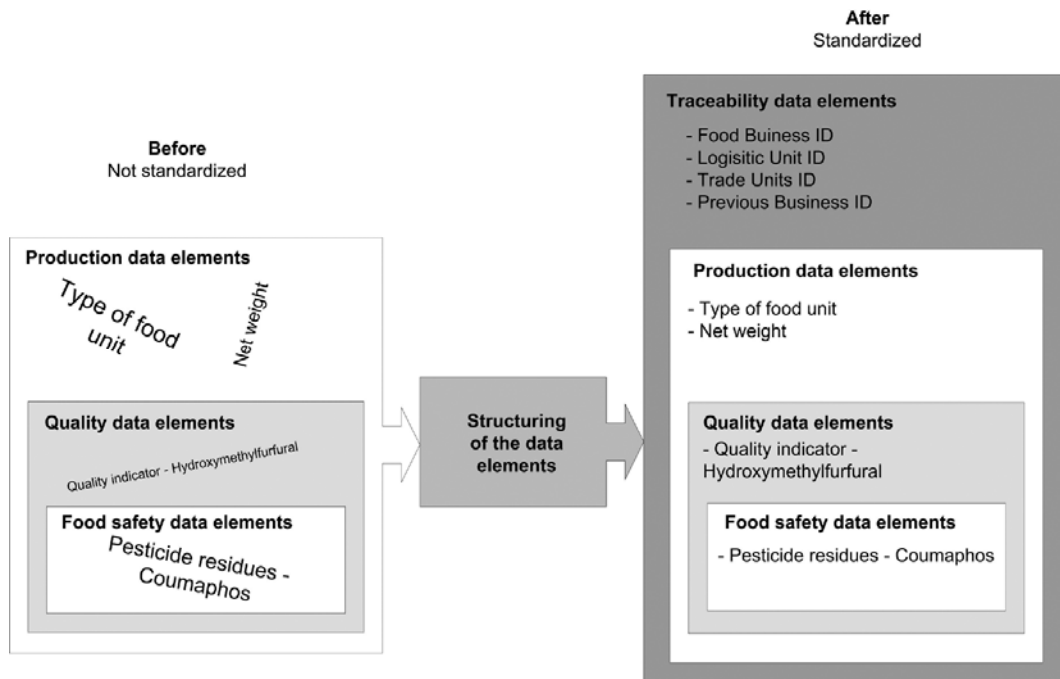 Before
Not standardized
Production data elements
Type of food
unit
Net weight
Quality data elements
Quality indicator - Hydroxymethylfurfural
Food safety data elements
Pesticide residues -
Coumaphos
Structuring
of the data
elements
After
Standardized
Traceability data elements
- Food Buiness ID
- Logisitic Unit ID
- Trade Units ID
- Previous Business ID
Production data elements
- Type of food unit
- Net weight
Quality data elements
- Quality indicator -
Hydroxymethylfurfural
Food safety data elements
- Pesticide residues - Coumaphos